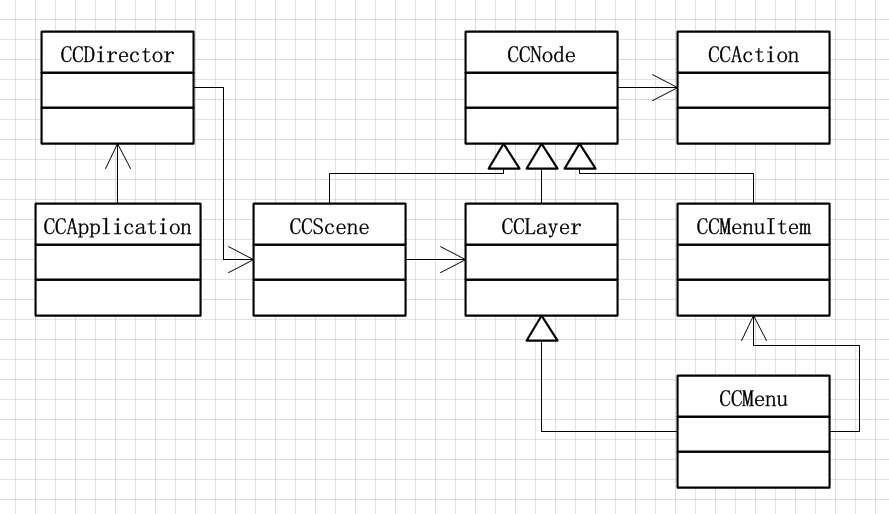 CCDirector
CCNode
CCAction
CCApplication
CCScene
CCLayer
CCMenuItem
CCMenu